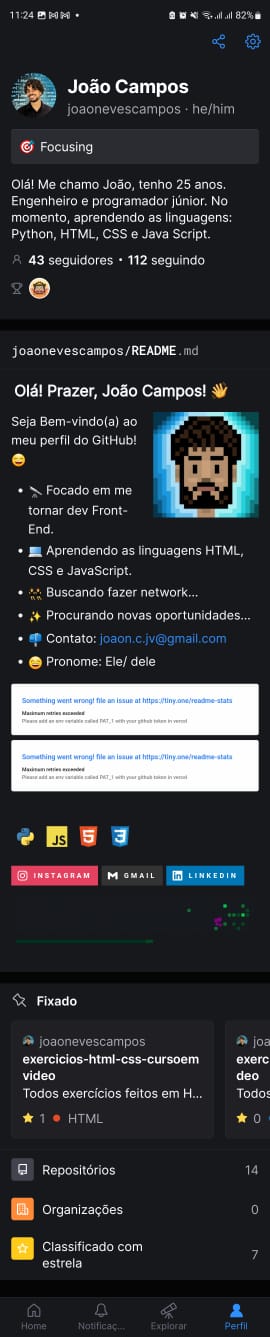 11:24
82%
João Campos
joaonevescampos · he/him
🎯 Focusing
Olá! Me chamo João, tenho 25 anos.
Engenheiro e programador júnior. No
momento, aprendendo as linguagens:
Python, HTML, CSS e Java Script.
43 seguidores • 112 seguindo
joaonevescampos/README.md
Olá! Prazer, João Campos! 👋
Seja Bem-vindo(a) ao
meu perfil do GitHub!
😅
• 🔭 Focado em me
tornar dev Front-
End.
• 💻 Aprendendo as linguagens HTML,
CSS e JavaScript.
• 👯 Buscando fazer network...
• ✨ Procurando novas oportunidades...
• 📫 Contato: joaon.c.jv@gmail.com
• 😄 Pronome: Ele/ dele
Something went wrong! file an issue at https://tiny.one/readme-stats
Maximum retries exceeded
Please add an env variable called PAT_1 with your github token in vercel
Something went wrong! file an issue at https://tiny.one/readme-stats
Maximum retries exceeded
Please add an env variable called PAT_1 with your github token in vercel
JS 5 3
INSTAGRAM GMAIL LINKEDIN
Fixado
joaonevescampos
exercicios-html-css-cursoem
video
Todos exercícios feitos em H...
1 HTML
joa
exerc
deo
Todos
0
Repositórios 14
Organizações 0
Classificado com
estrela
7
Home Notificaç... Explorar Perfil